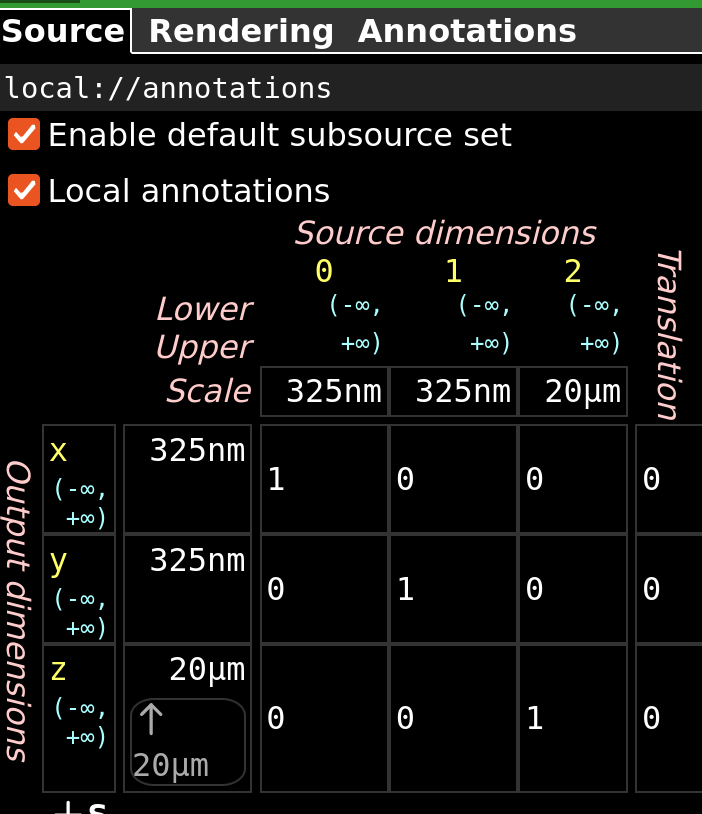 Source Rendering Annotations
local://annotations
Enable default subsource set
Local annotations
Source dimensions
0 1 2
Translation
Lower (-∞, (-∞, (-∞,
Upper +∞) +∞) +∞)
Scale 325nm 325nm 20µm
Output dimensions
x 325nm
(-∞, 1 0 0 0
+∞)
y 325nm
(-∞, 0 1 0 0
+∞)
z 20µm
(-∞, 0 0 1 0
+∞)
↑
20µm
+s